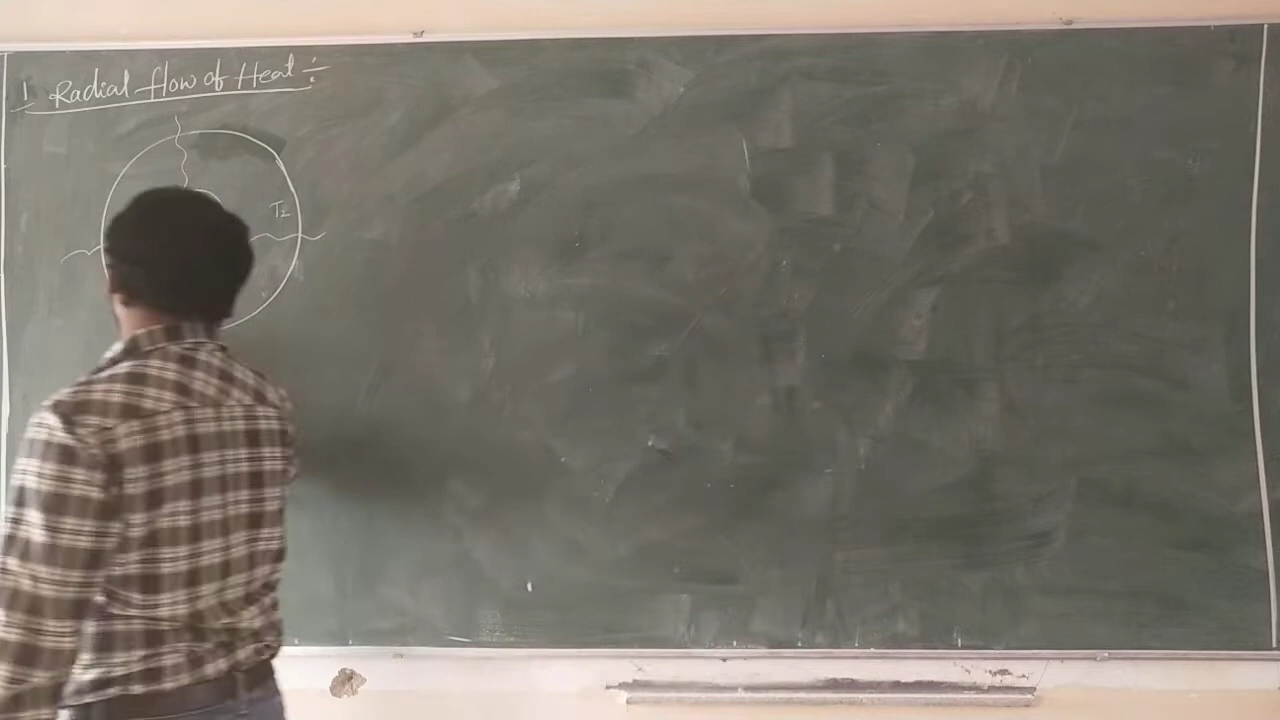 1 Radial flow of Heat :-
T₂